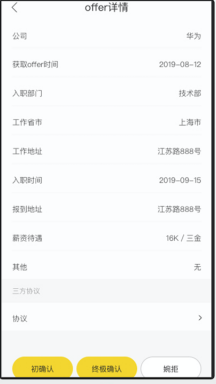 offer详情
公司 华为
获取offer时间 2019-08-12
入职部门 技术部
工作省市 上海市
工作地址 江苏路888号
入职时间 2019-09-15
报到地址 江苏路888号
薪资待遇 16K / 三金
其他 无
三方协议
协议
初确认 终极确认 婉拒